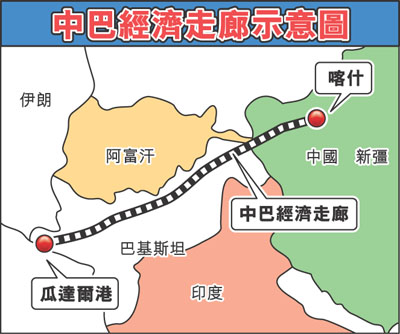 中巴經濟走廊示意圖
喀什
伊朗
阿富汗
中國 新疆
中巴經濟走廊
巴基斯坦
瓜達爾港
印度